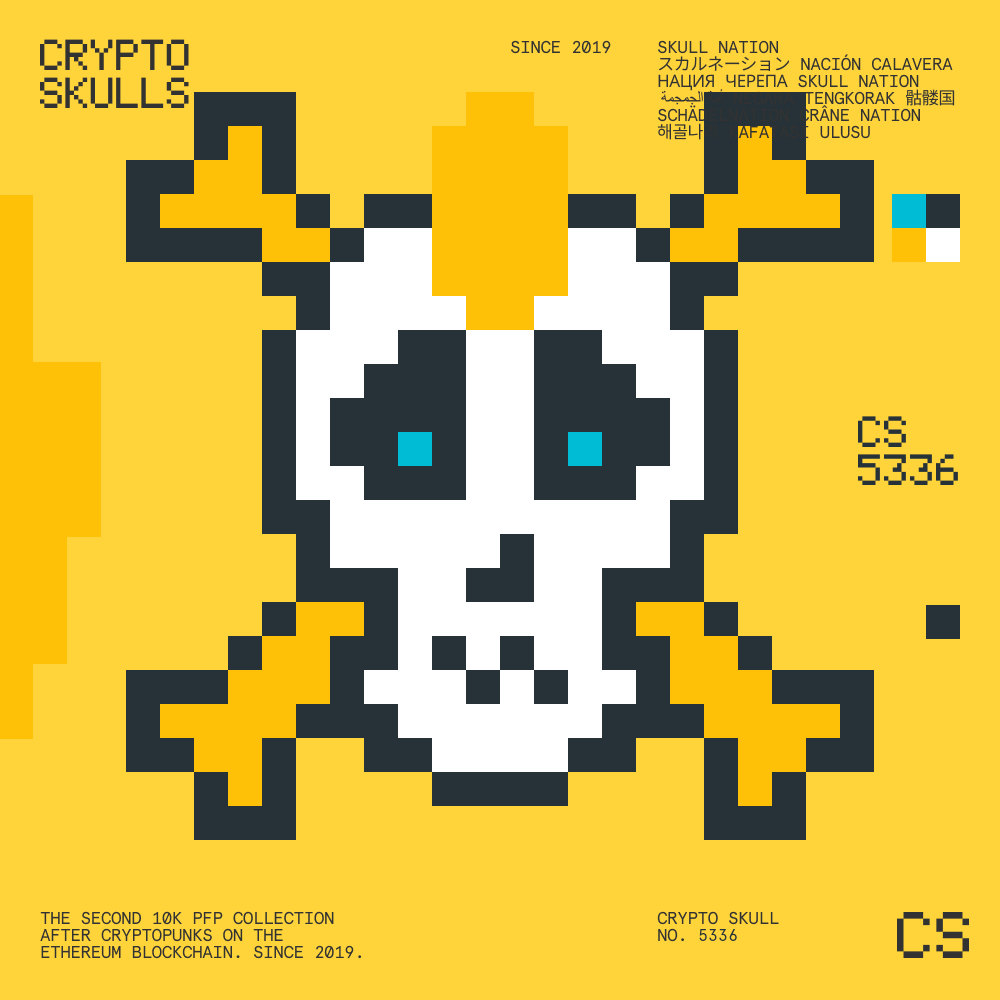 CRYPTO
SKULLS
SINCE 2019
SKULL NATION
スカルネーション NACIÓN CALAVERA
НАЦИЯ ЧЕРЕПА SKULL NATION
الجمجمة TENGKORAK 骷髅国
CRÂNE NATION
ULUSU
CS
5336
THE SECOND 10K PFP COLLECTION
AFTER CRYPTOPUNKS ON THE
ETHEREUM BLOCKCHAIN. SINCE 2019.
CRYPTO SKULL
NO. 5336
CS